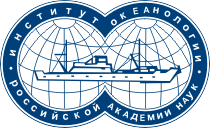 ИНСТИТУТ ОКЕАНОЛОГИИ
РОССИЙСКОЙ АКАДЕМИИ НАУК